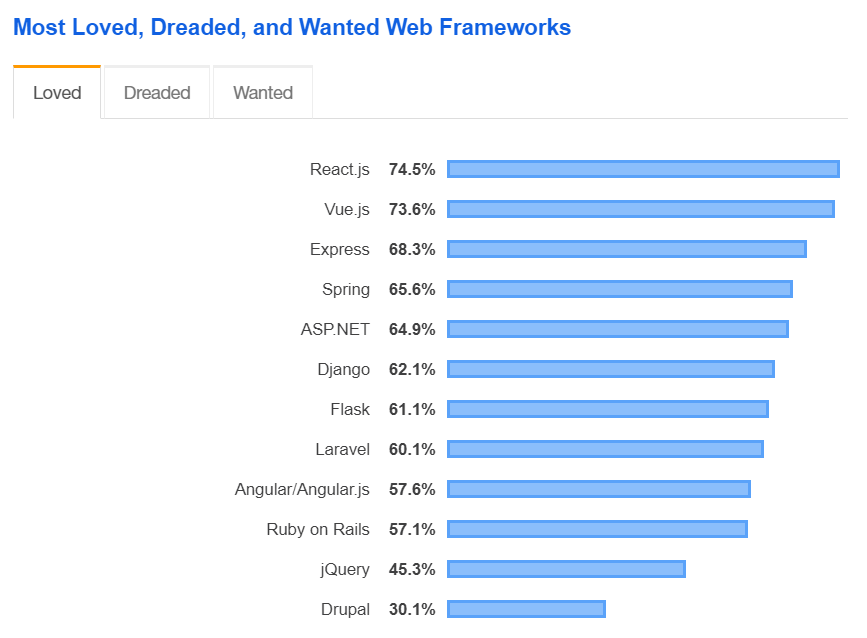 Most Loved, Dreaded, and Wanted Web Frameworks
Loved Dreaded Wanted
React.js 74.5%
Vue.js 73.6%
Express 68.3%
Spring 65.6%
ASP.NET 64.9%
Django 62.1%
Flask 61.1%
Laravel 60.1%
Angular/Angular.js 57.6%
Ruby on Rails 57.1%
jQuery 45.3%
Drupal 30.1%